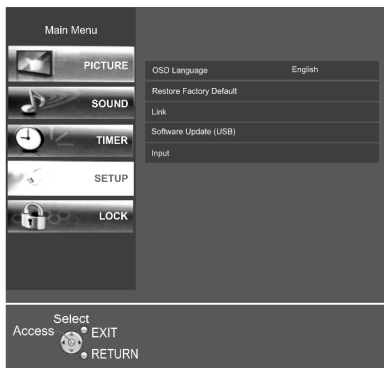 Main Menu
PICTURE
SOUND
TIMER
SETUP
LOCK
OSD Language English
Restore Factory Default
Link
Software Update (USB)
Input
Select
Access
EXIT
RETURN